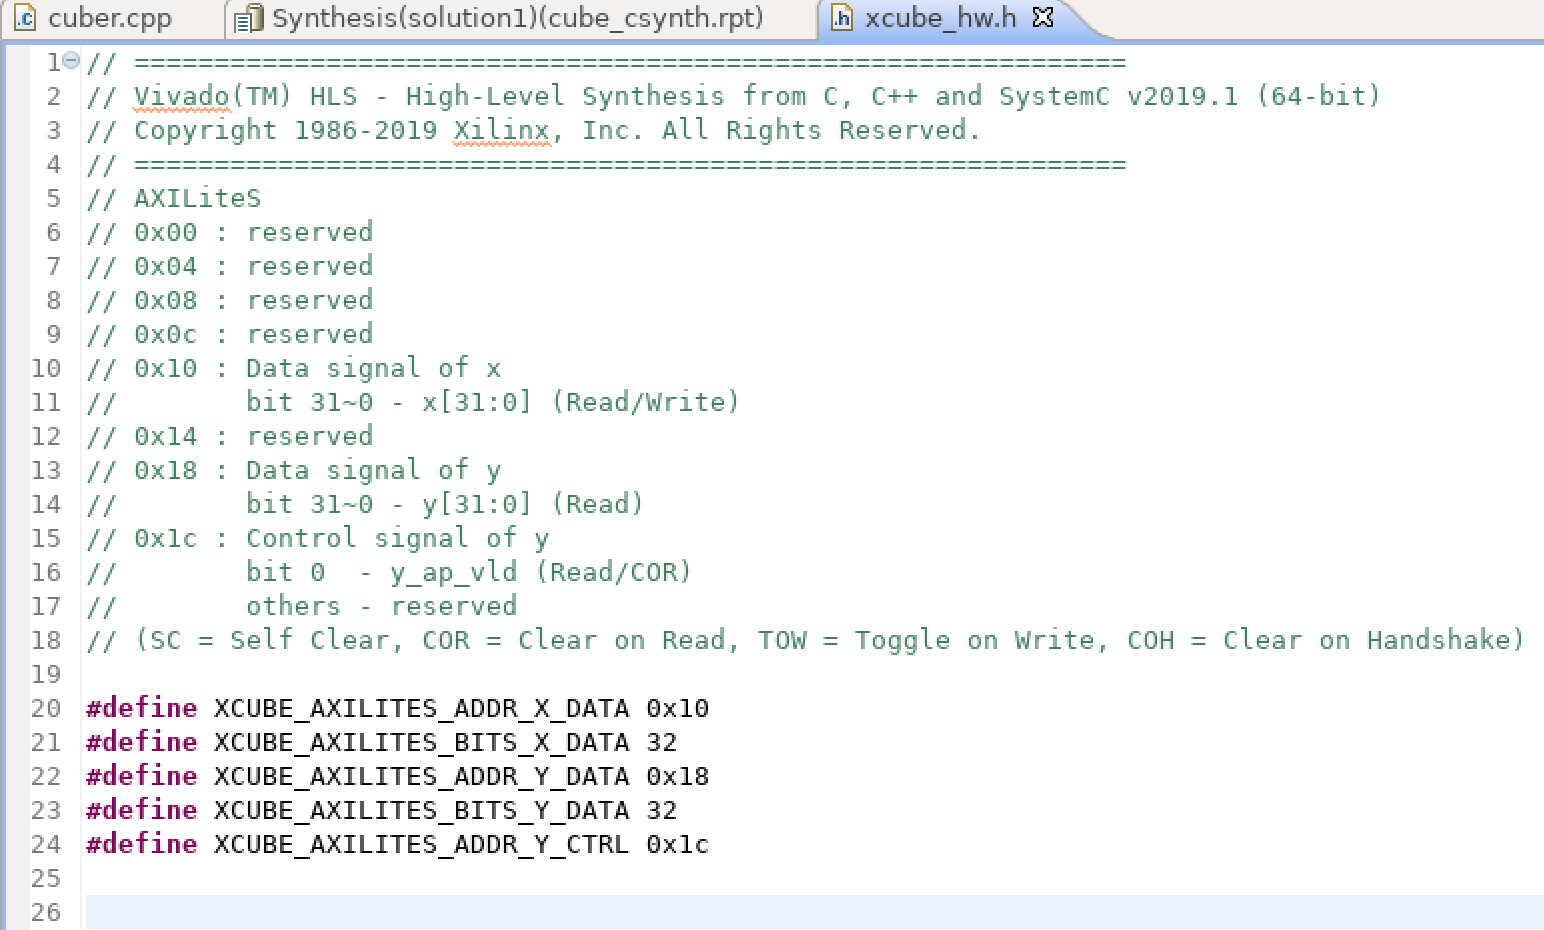 cuber.cpp Synthesis(solution1)(cube_csynth.rpt) xcube_hw.h
1 // ==============================================================
2 // Vivado(TM) HLS - High-Level Synthesis from C, C++ and SystemC v2019.1 (64-bit)
3 // Copyright 1986-2019 Xilinx, Inc. All Rights Reserved.
4 // ==============================================================
5 // AXILiteS
6 // 0x00 : reserved
7 // 0x04 : reserved
8 // 0x08 : reserved
9 // 0x0c : reserved
10 // 0x10 : Data signal of x
11 //        bit 31~0 - x[31:0] (Read/Write)
12 // 0x14 : reserved
13 // 0x18 : Data signal of y
14 //        bit 31~0 - y[31:0] (Read)
15 // 0x1c : Control signal of y
16 //        bit 0  - y_ap_vld (Read/COR)
17 //        others - reserved
18 // (SC = Self Clear, COR = Clear on Read, TOW = Toggle on Write, COH = Clear on Handshake)
19
20 #define XCUBE_AXILITES_ADDR_X_DATA 0x10
21 #define XCUBE_AXILITES_BITS_X_DATA 32
22 #define XCUBE_AXILITES_ADDR_Y_DATA 0x18
23 #define XCUBE_AXILITES_BITS_Y_DATA 32
24 #define XCUBE_AXILITES_ADDR_Y_CTRL 0x1c
25
26